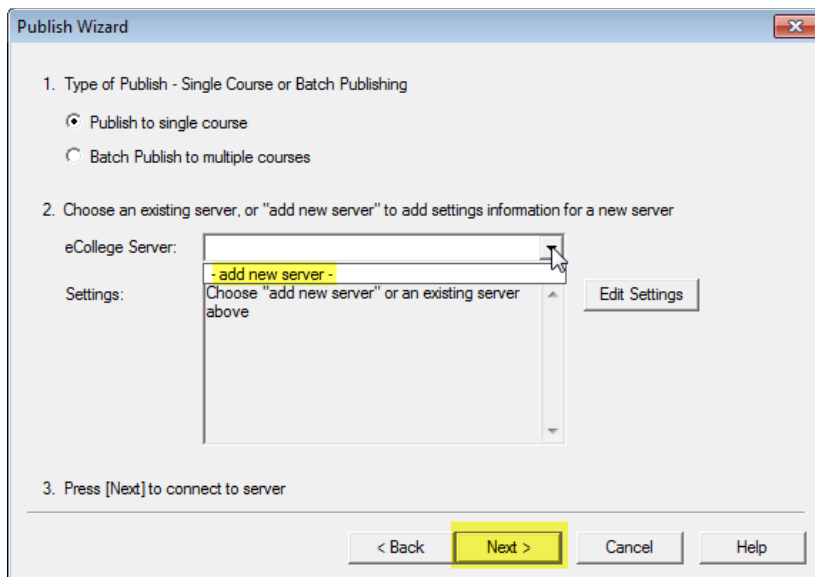 Publish Wizard
1. Type of Publish - Single Course or Batch Publishing
Publish to single course
Batch Publish to multiple courses
2. Choose an existing server, or "add new server" to add settings information for a new server
eCollege Server:
- add new server -
Settings:
Choose "add new server" or an existing server
above
Edit Settings
3. Press [Next] to connect to server
< Back
Next >
Cancel
Help